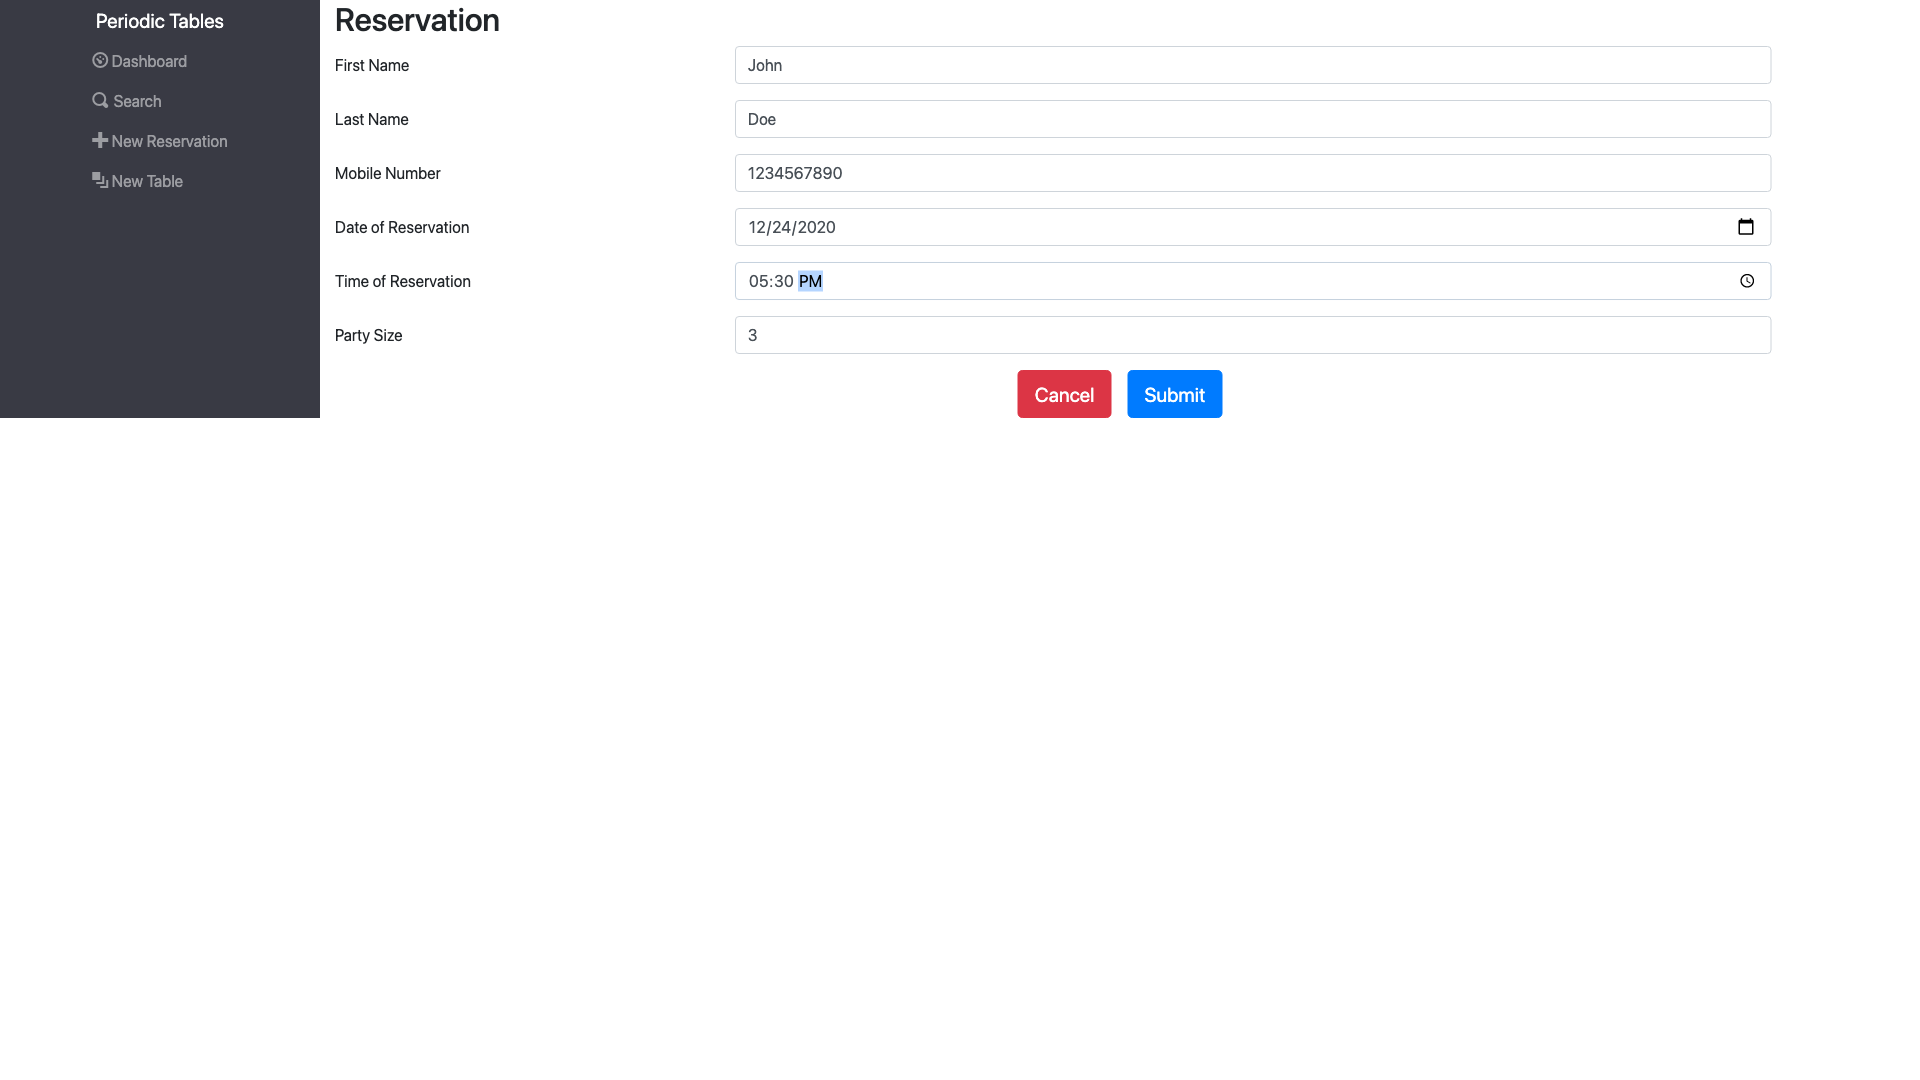 Periodic Tables
Dashboard
Search
New Reservation
New Table
Reservation
First Name
John
Last Name
Doe
Mobile Number
1234567890
Date of Reservation
12/24/2020
Time of Reservation
05:30 PM
Party Size
3
Cancel
Submit